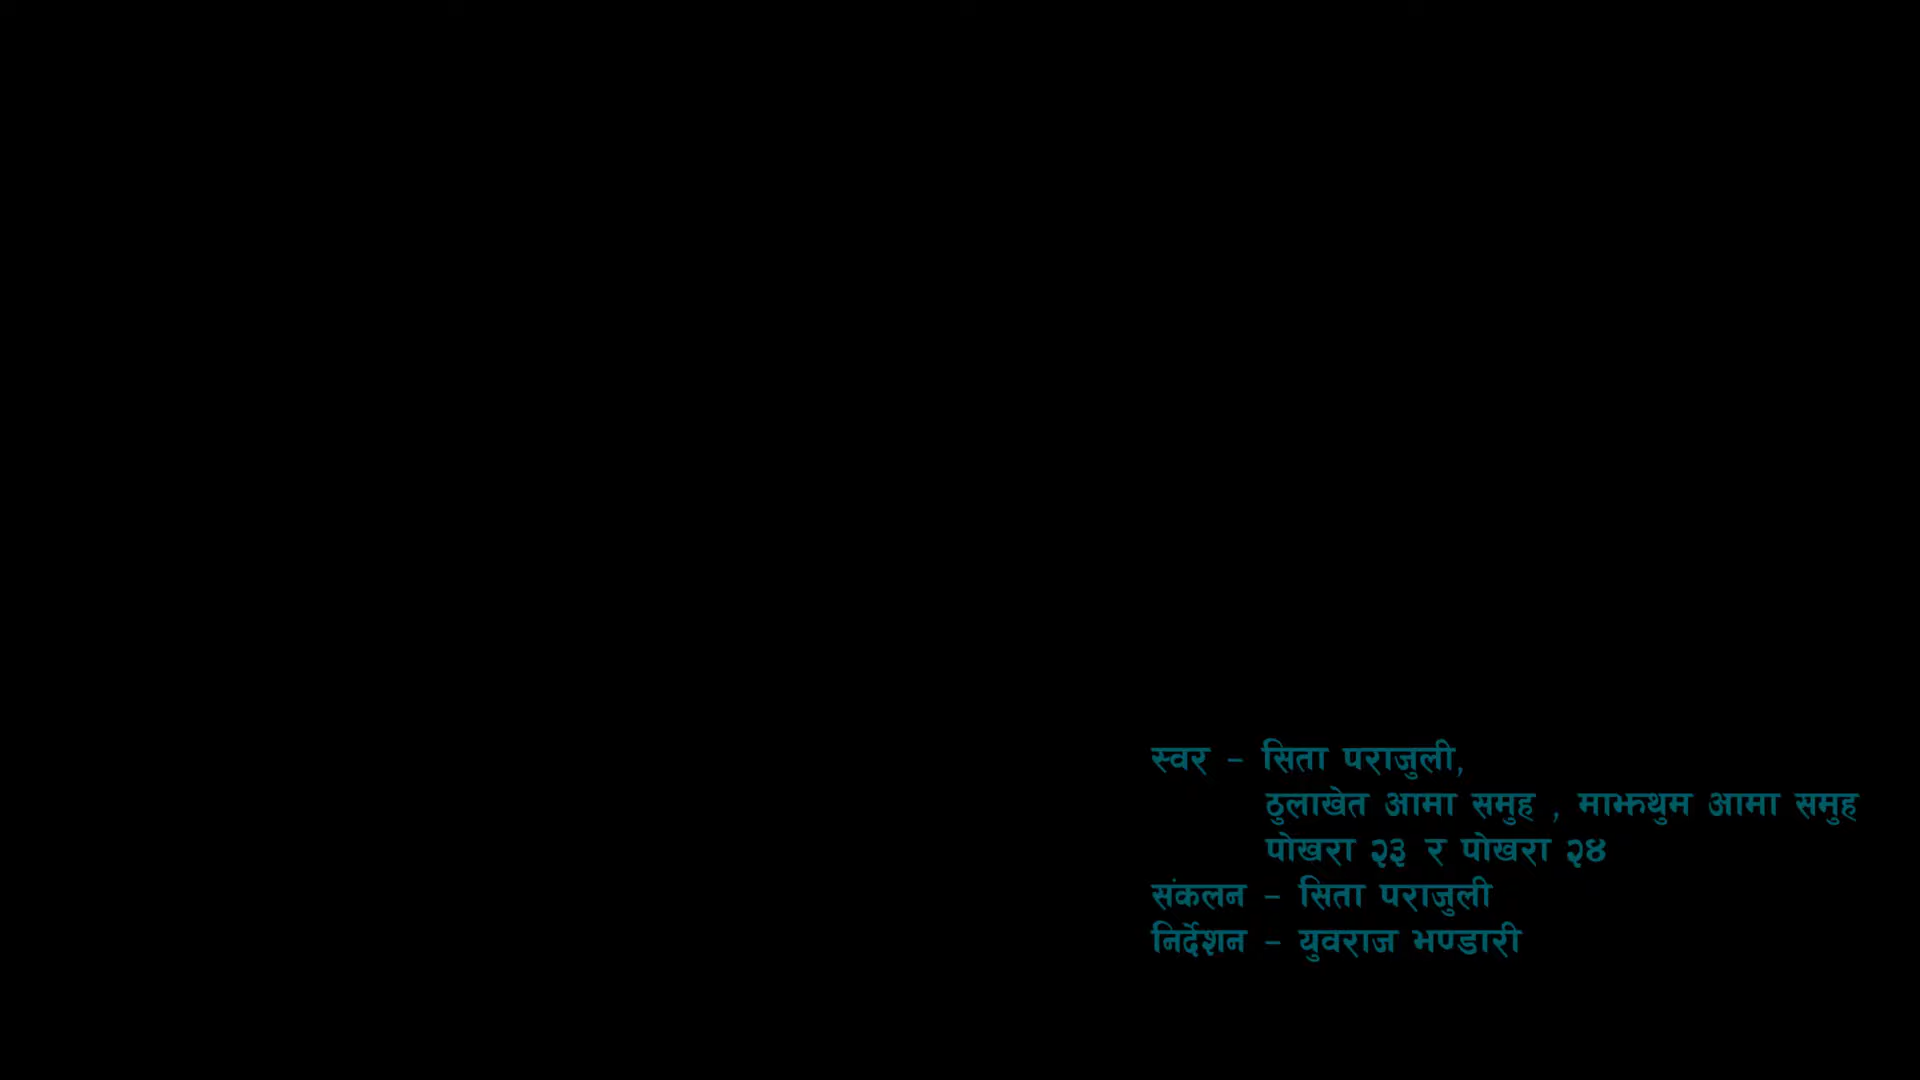 स्वर – सिता पराजुली,
ठुलाखेत आमा समुह , माझथुम आमा समुह
पोखरा २३ र पोखरा २४
संकलन – सिता पराजुली
निर्देशन – युवराज भण्डारी